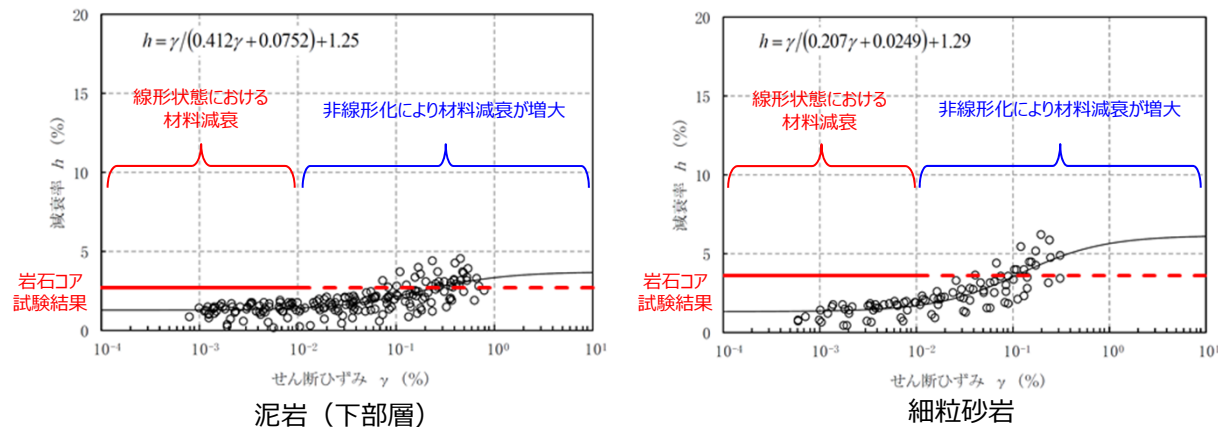 20
15
10
5
0
減衰率 h (%)
h=γ/(0.412γ+0.0752)+1.25
線形状態における
材料減衰
非線形化により材料減衰が増大
岩石コア
試験結果
10⁻⁴ 10⁻³ 10⁻² 10⁻¹ 10⁰ 10¹
せん断ひずみ γ (%)
泥岩（下部層）
20
15
10
5
0
減衰率 h (%)
h=γ/(0.207γ+0.0249)+1.29
線形状態における
材料減衰
非線形化により材料減衰が増大
岩石コア
試験結果
10⁻⁴ 10⁻³ 10⁻² 10⁻¹ 10⁰ 10¹
せん断ひずみ γ (%)
細粒砂岩